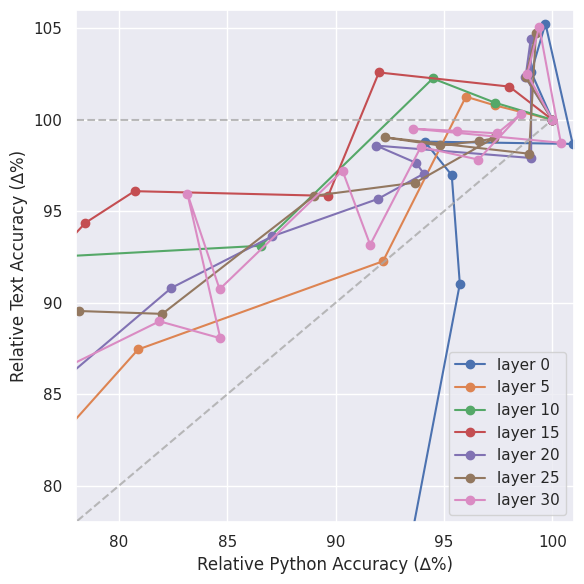 105
100
95
90
85
80
Relative Text Accuracy (Δ%)
layer 0
layer 5
layer 10
layer 15
layer 20
layer 25
layer 30
80 85 90 95 100
Relative Python Accuracy (Δ%)